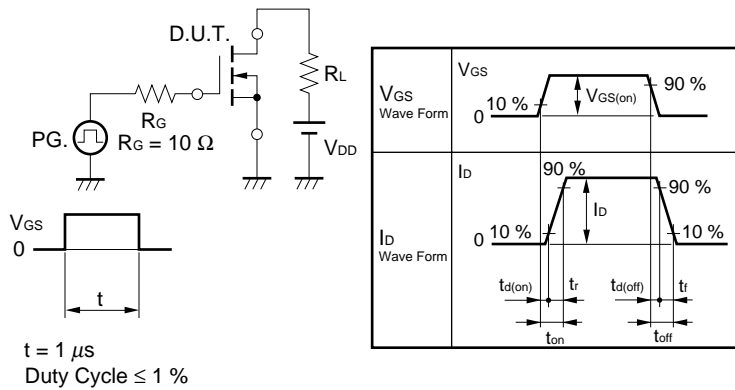 D.U.T.
RL
RG
PG.
RG = 10 Ω
VDD
VGS
0
t
t = 1 μs
Duty Cycle ≤ 1 %
VGS
Wave Form
VGS
90 %
VGS(on)
10 %
0
ID
Wave Form
ID
90 %
90 %
ID
0 10 %
10 %
td(on)
tr
td(off)
tf
ton
toff